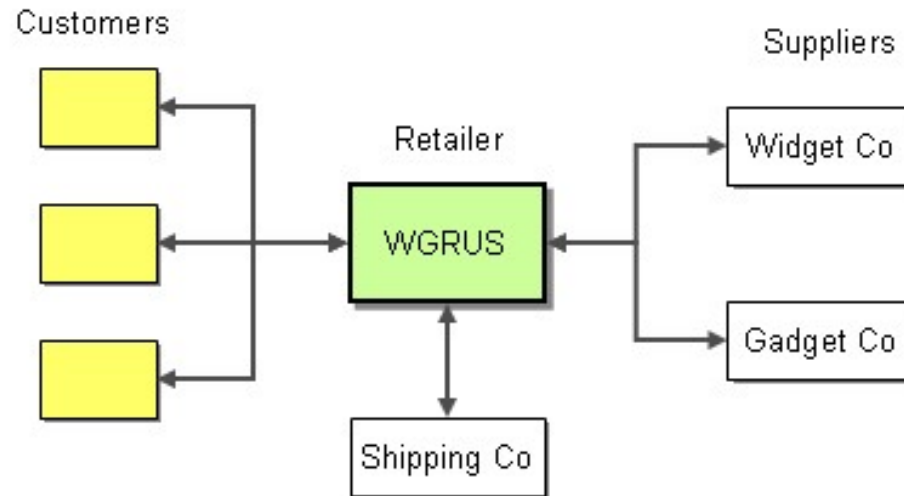 Customers
Suppliers
Retailer
Widget Co
WGRUS
Gadget Co
Shipping Co